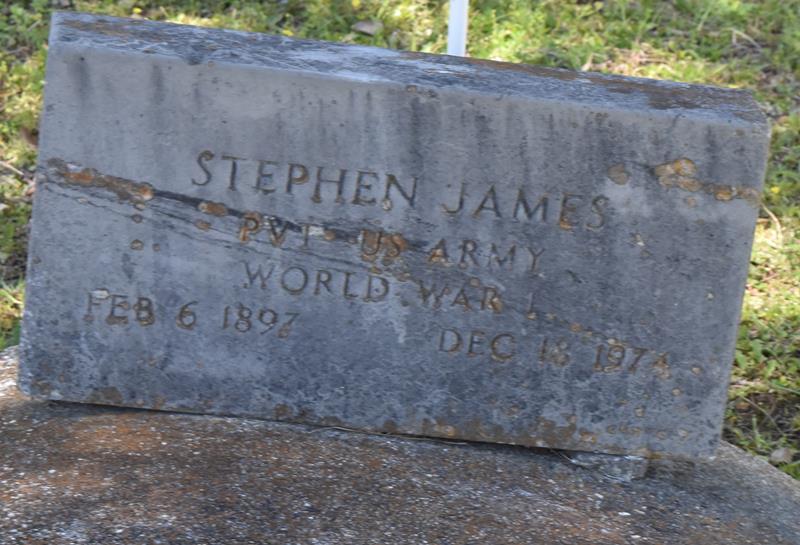 STEPHEN JAMES
PVT US ARMY
WORLD WAR I
FEB 6 1897 DEC 18 1974